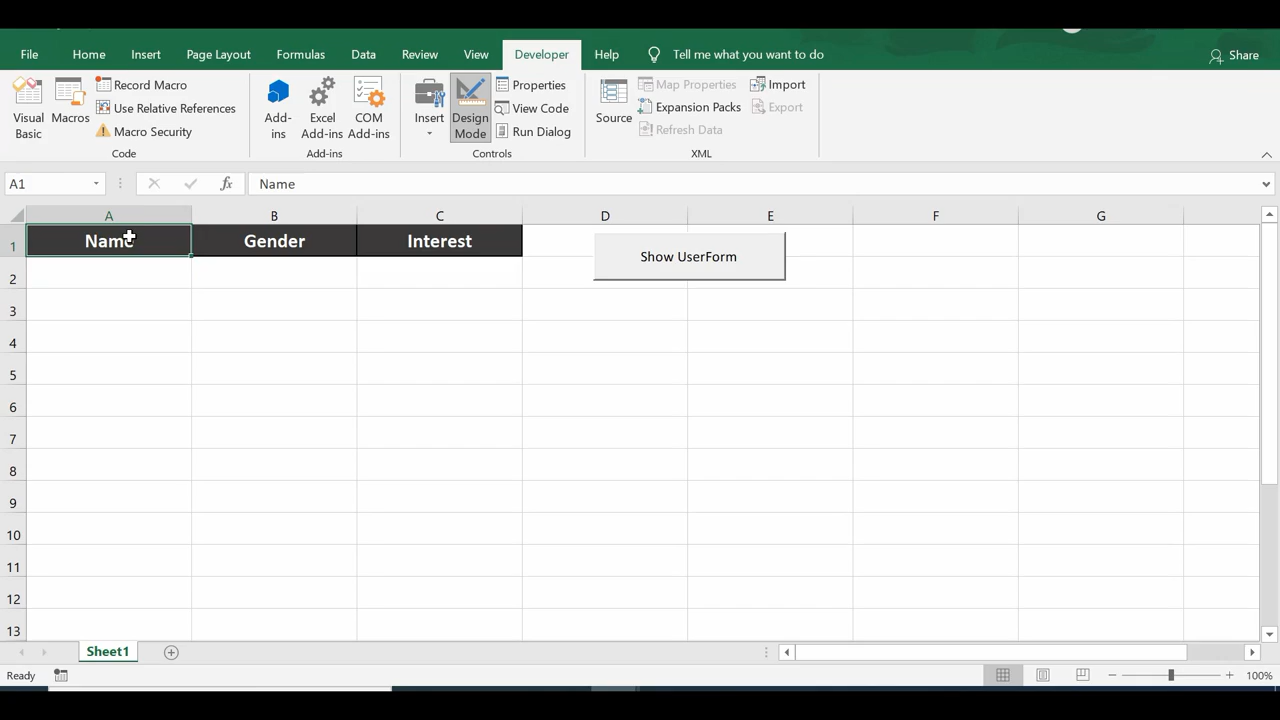 File Home Insert Page Layout Formulas Data Review View Developer Help Tell me what you want to do Share
Visual Basic
Macros
Record Macro
Use Relative References
Macro Security
Code
Add-ins
Excel Add-ins
COM Add-ins
Add-ins
Insert
Design Mode
Properties
View Code
Run Dialog
Controls
Source
Map Properties
Expansion Packs
Refresh Data
Import
Export
XML
A1 fx Name
A B C D E F G
1 Name Gender Interest Show UserForm
2
3
4
5
6
7
8
9
10
11
12
13
Sheet1
Ready 100%